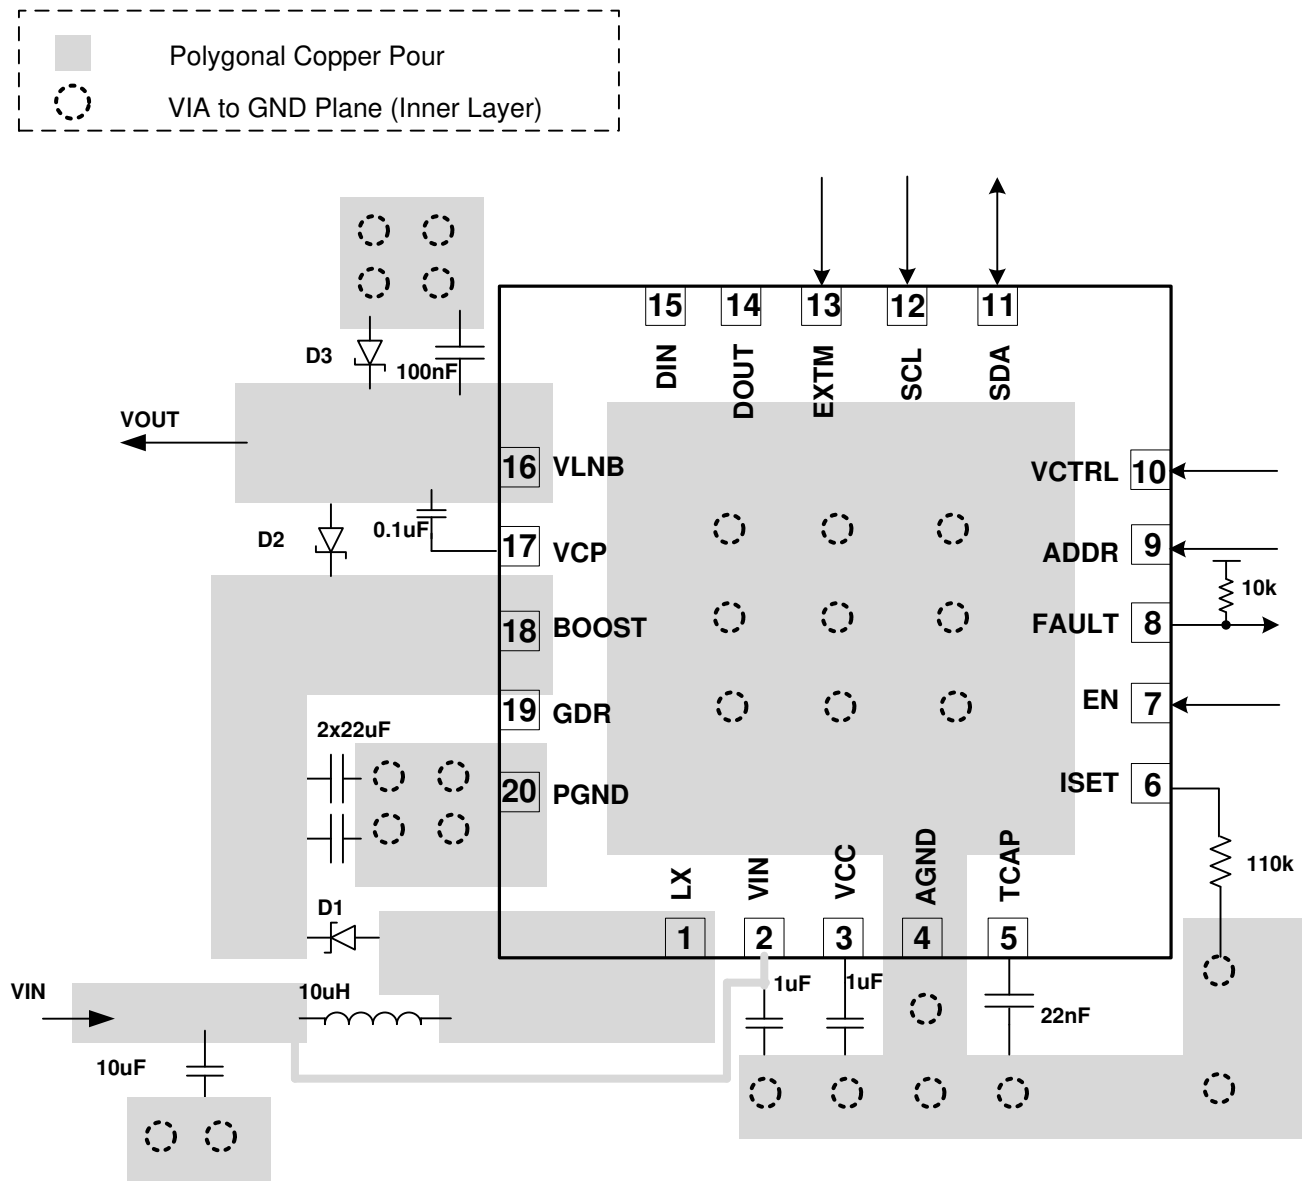 Polygonal Copper Pour
VIA to GND Plane (Inner Layer)
15 14 13 12 11
DIN DOUT EXTM SCL SDA
D3
100nF
VOUT
16 VLNB
VCTRL 10
0.1uF
D2
17 VCP
ADDR 9
10k
18 BOOST
FAULT 8
19 GDR
EN 7
2x22uF
20 PGND
ISET 6
110k
LX VIN VCC AGND TCAP
D1
1 2 3 4 5
VIN
10uH
1uF
1uF
22nF
10uF